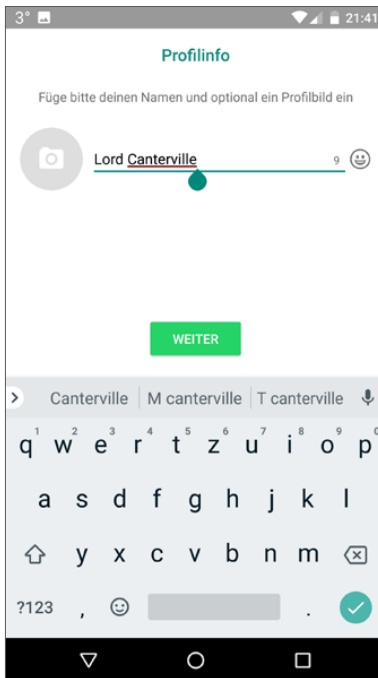 3° 21:41
Profilinfo
Füge bitte deinen Namen und optional ein Profilbild ein
Lord Canterville 9
WEITER
Canterville M canterville T canterville
1 2 3 4 5 6 7 8 9 0
q w e r t z u i o p
a s d f g h j k l
y x c v b n m
?123 , .